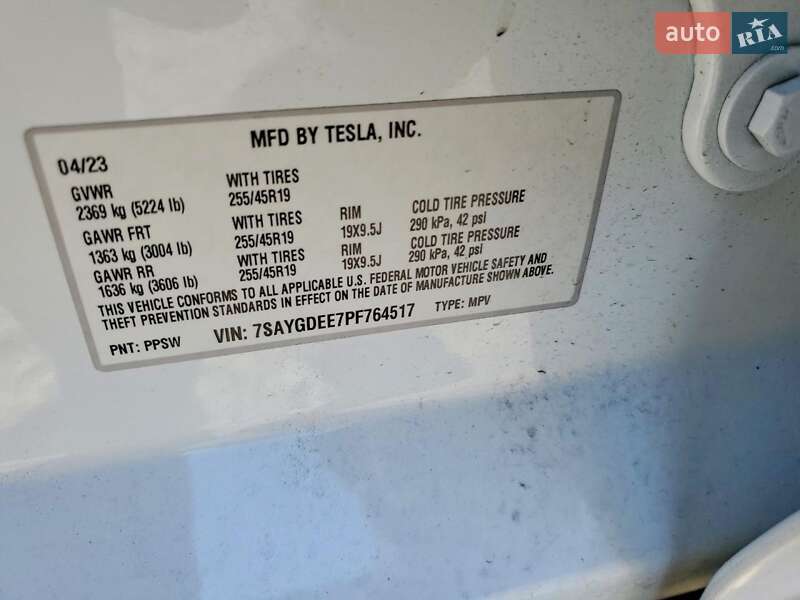 auto RIA.com
MFD BY TESLA, INC.
04/23
GVWR
2369 kg (5224 lb) WITH TIRES 255/45R19
GAWR FRT
1363 kg (3004 lb) WITH TIRES 255/45R19 RIM 19X9.5J COLD TIRE PRESSURE 290 kPa, 42 psi
GAWR RR
1636 kg (3606 lb) WITH TIRES 255/45R19 RIM 19X9.5J COLD TIRE PRESSURE 290 kPa, 42 psi
THIS VEHICLE CONFORMS TO ALL APPLICABLE U.S. FEDERAL MOTOR VEHICLE SAFETY AND
THEFT PREVENTION STANDARDS IN EFFECT ON THE DATE OF MANUFACTURE SHOWN ABOVE.
PNT: PPSW VIN: 7SAYGDEE7PF764517 TYPE: MPV